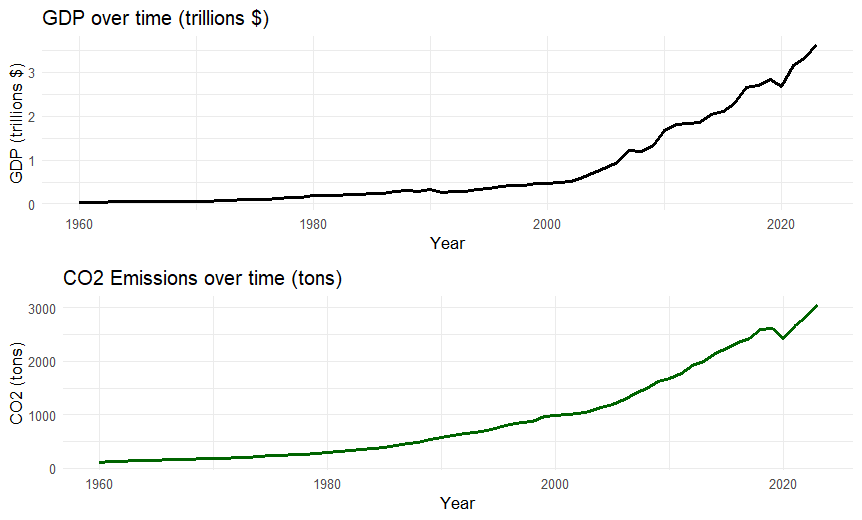 GDP over time (trillions $)
GDP (trillions $)
3
2
1
0
1960 1980 2000 2020
Year
CO2 Emissions over time (tons)
CO2 (tons)
3000
2000
1000
0
1960 1980 2000 2020
Year